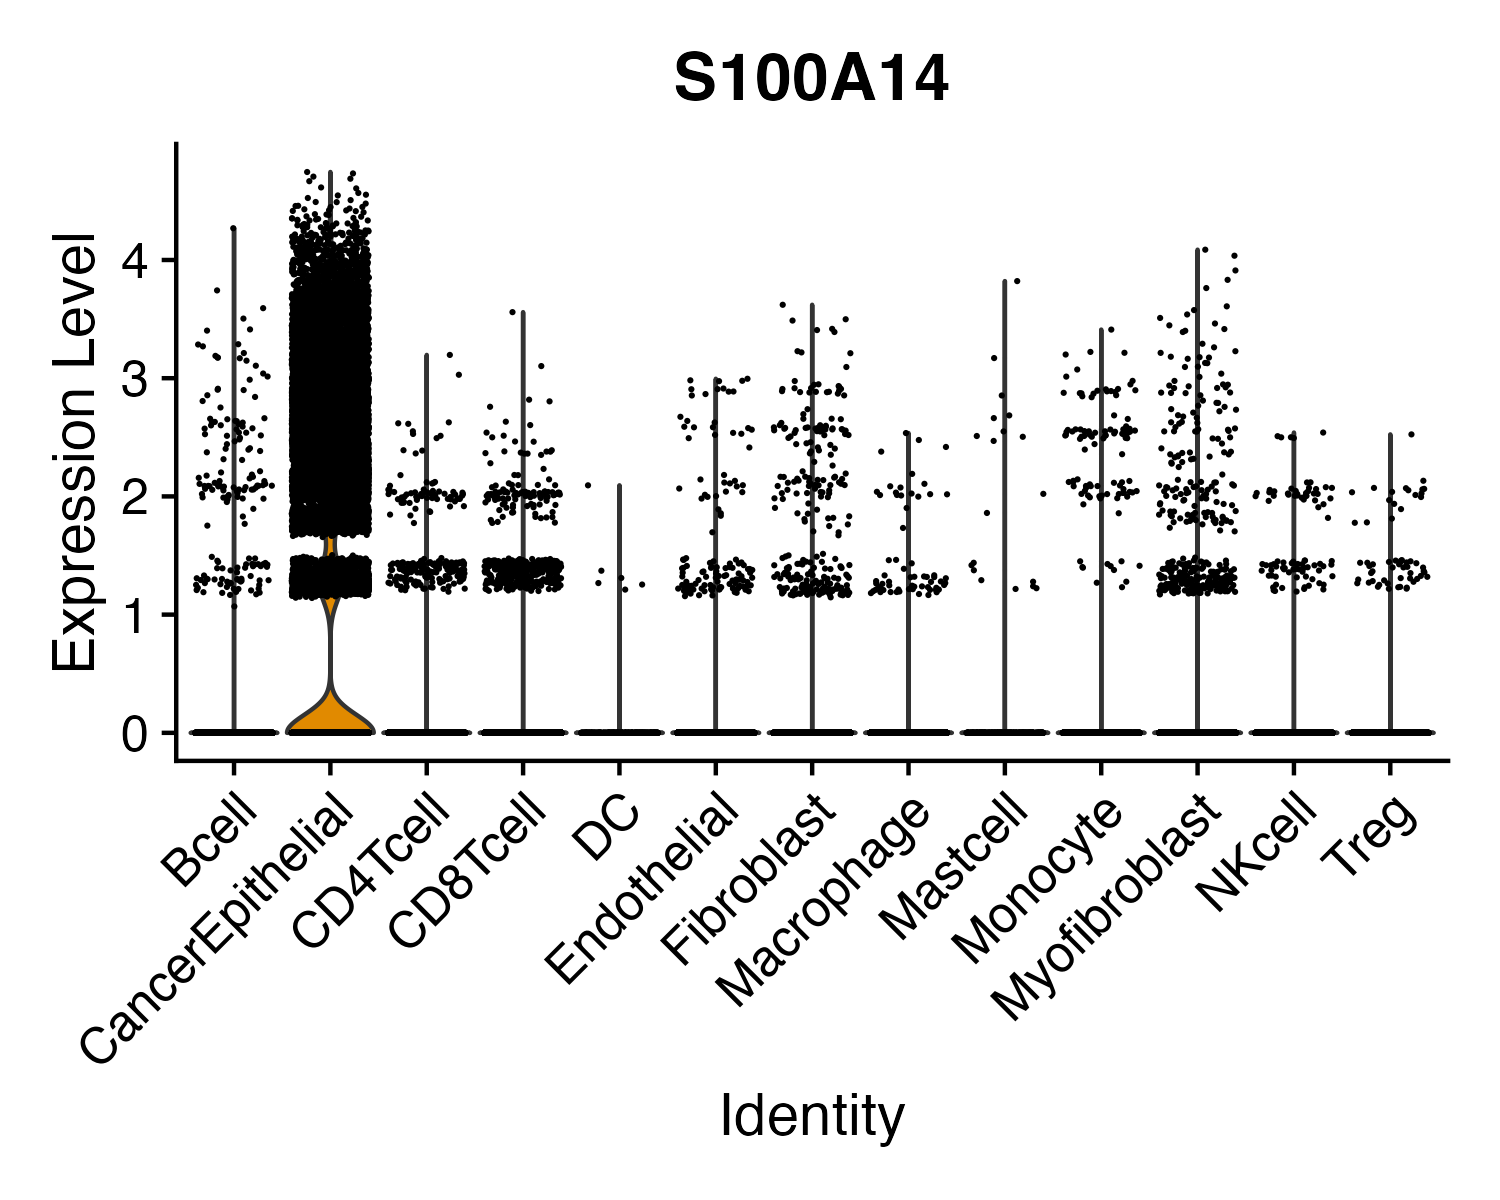 S100A14
Expression Level
4
3
2
1
0
Bcell
CancerEpithelial
CD4Tcell
CD8Tcell
DC
Endothelial
Fibroblast
Macrophage
Mastcell
Monocyte
Myofibroblast
NKcell
Treg
Identity